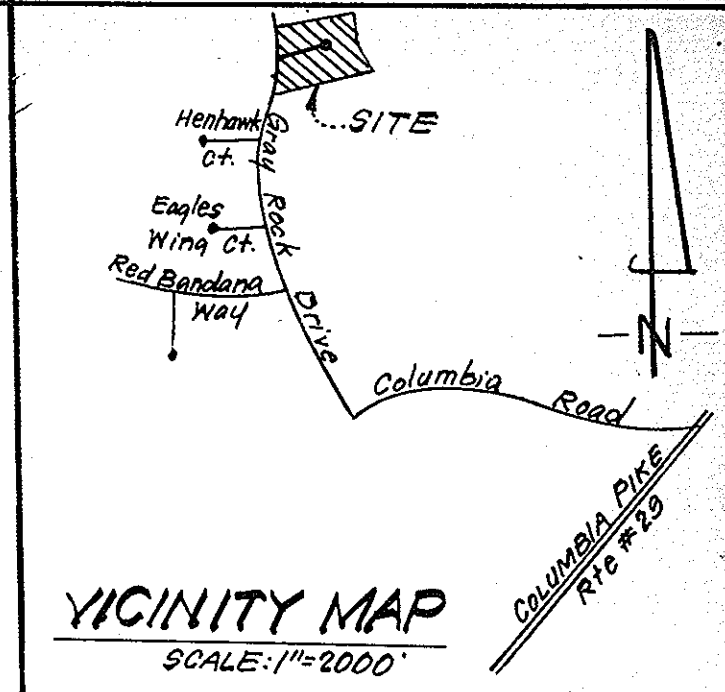 SITE
Henhawk
Ct.
Gray Rock Drive
Eagles
Wing Ct.
Red Bandana
Way
N
Columbia Road
COLUMBIA PIKE
Rte # 29
VICINITY MAP
SCALE: 1"=2000'